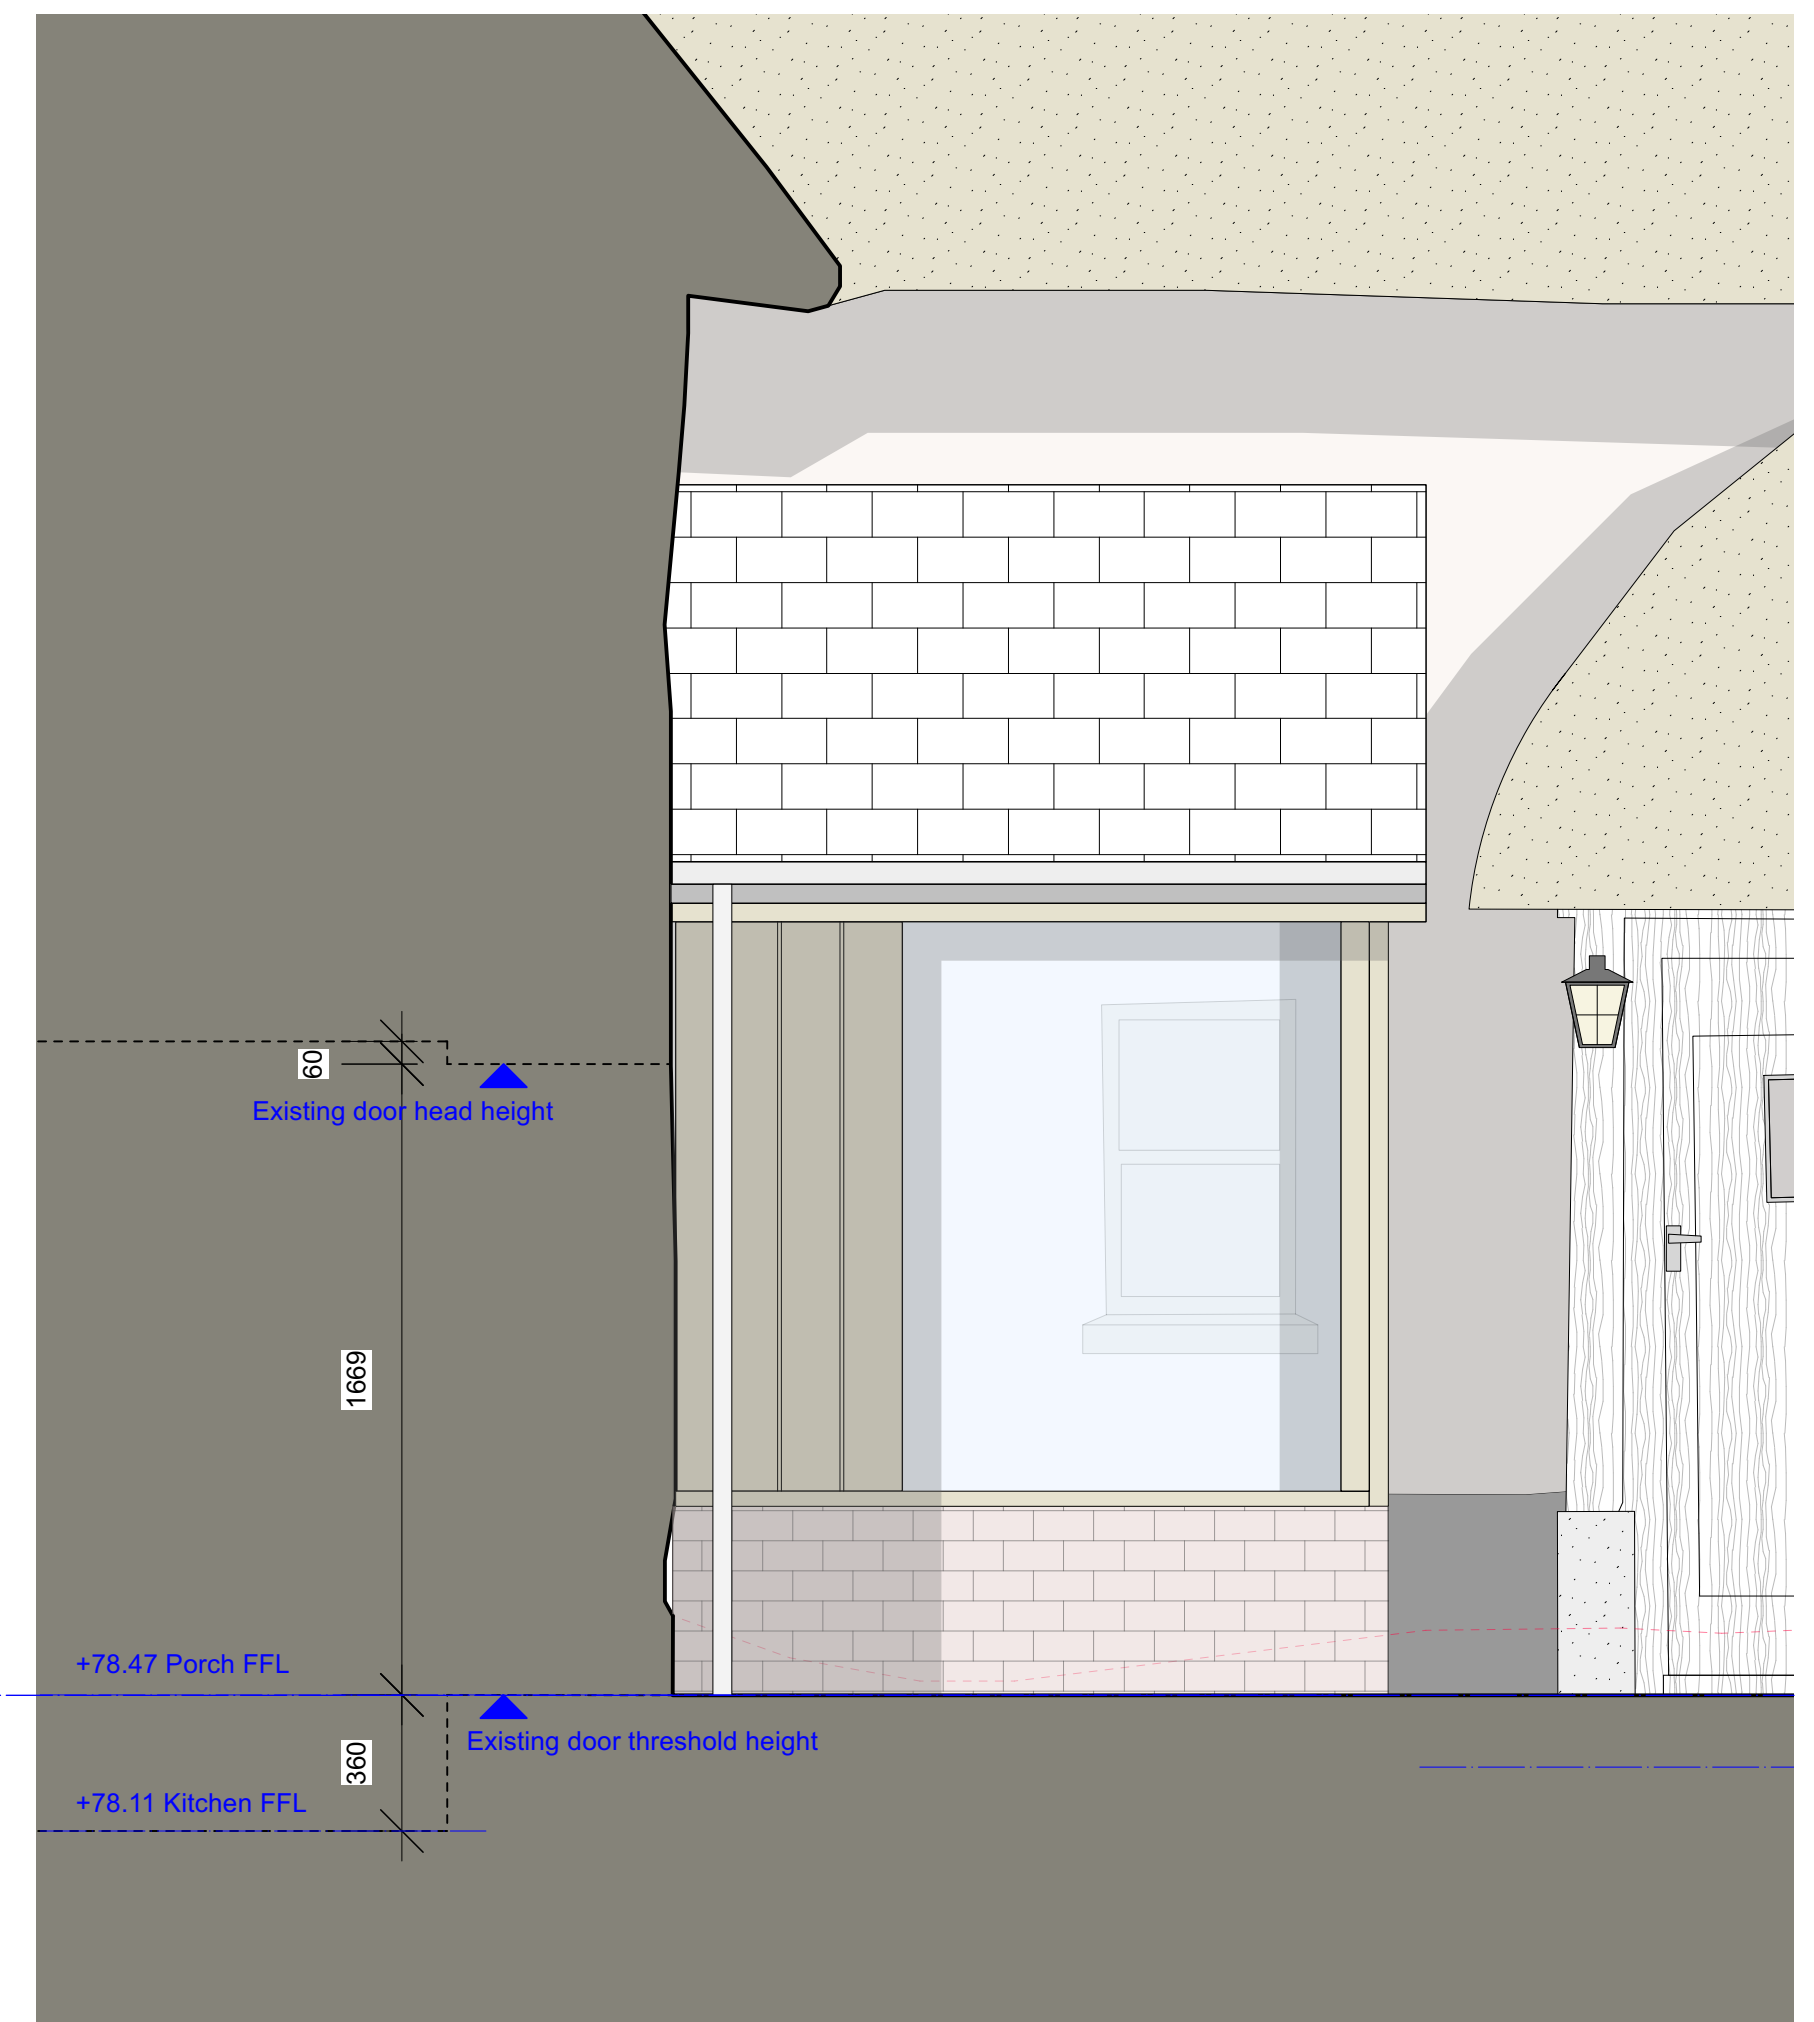 60
Existing door head height
1669
+78.47 Porch FFL
Existing door threshold height
360
+78.11 Kitchen FFL